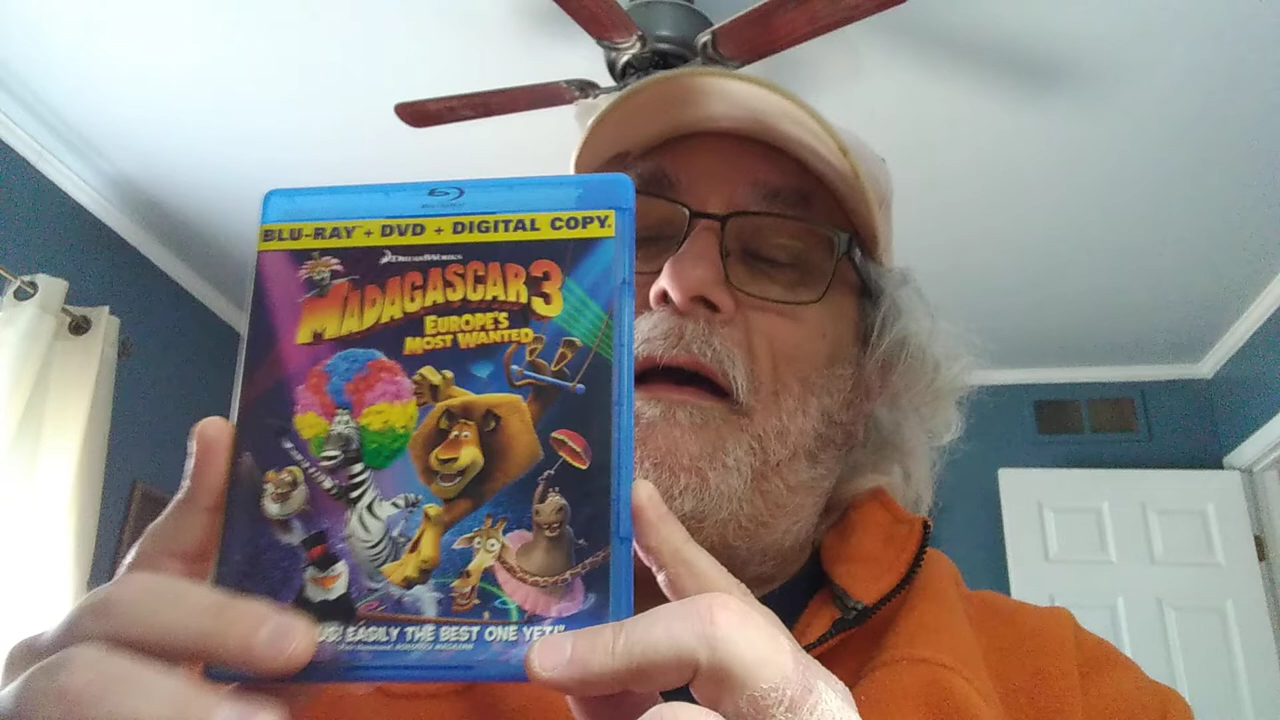 BLU-RAY + DVD + DIGITAL COPY.
DREAMWORKS
MADAGASCAR 3
EUROPE'S
MOST WANTED
EASILY THE BEST ONE YET!"